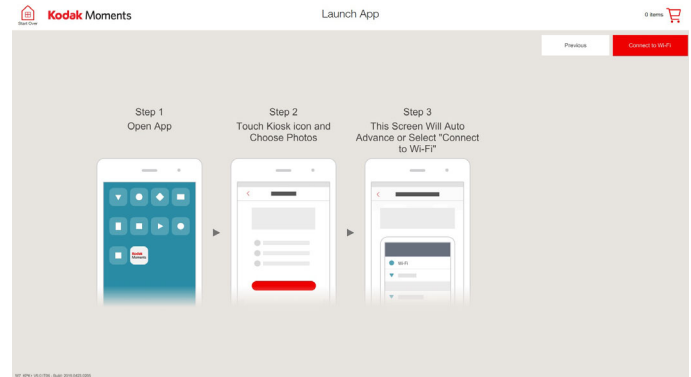 Kodak Moments
Launch App
0 Items
Start Over
Previous
Connect to Wi-Fi
Step 1
Open App
Step 2
Touch Kiosk icon and
Choose Photos
Step 3
This Screen Will Auto
Advance or Select "Connect
to Wi-Fi"
Kodak
Moments
Wi-Fi